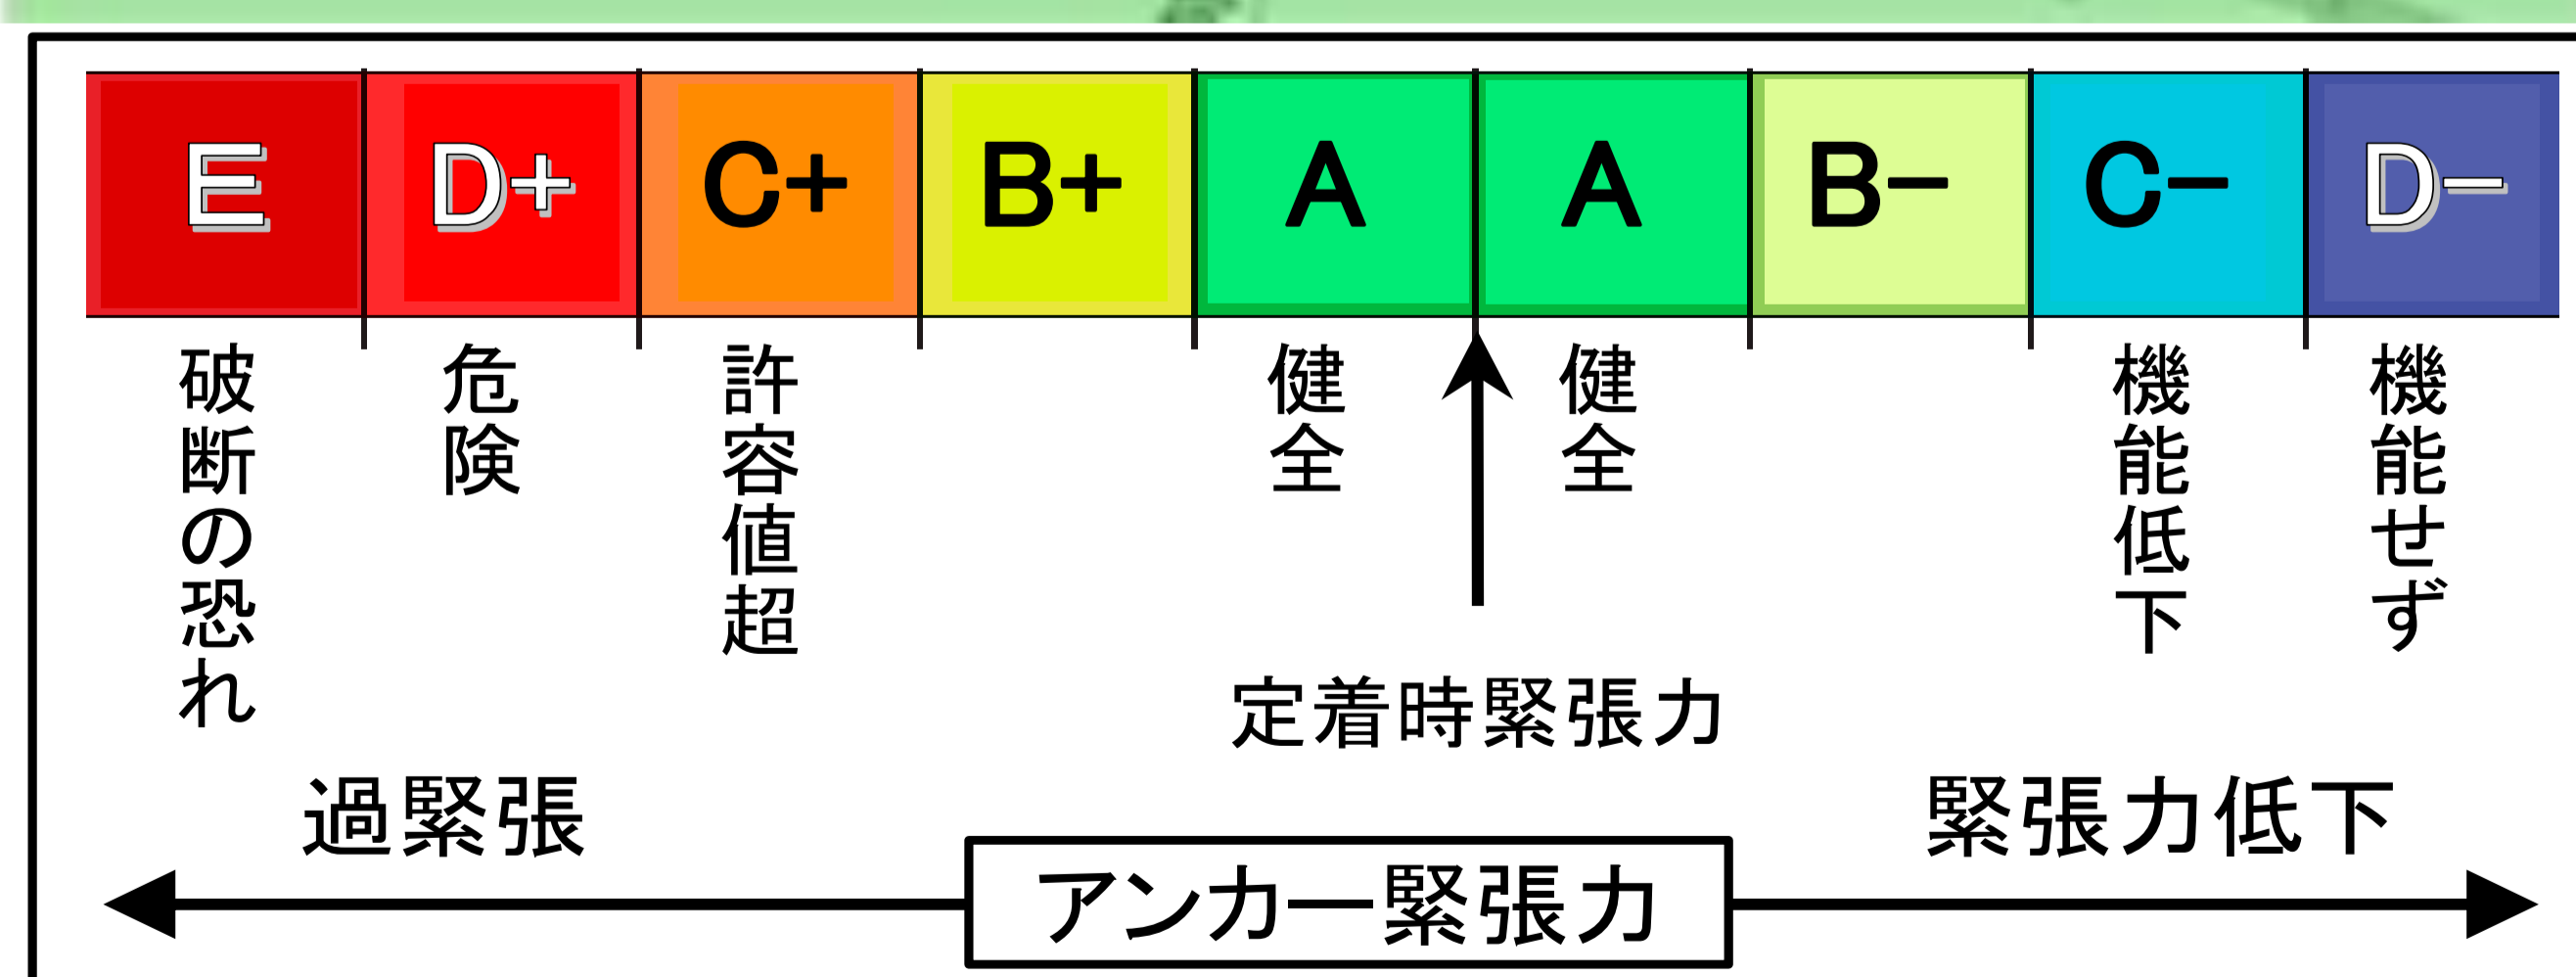 E D+ C+ B+ A A B− C− D−
破断の恐れ
危険
許容値超
健全
健全
機能低下
機能せず
定着時緊張力
過緊張
緊張力低下
アンカー緊張力